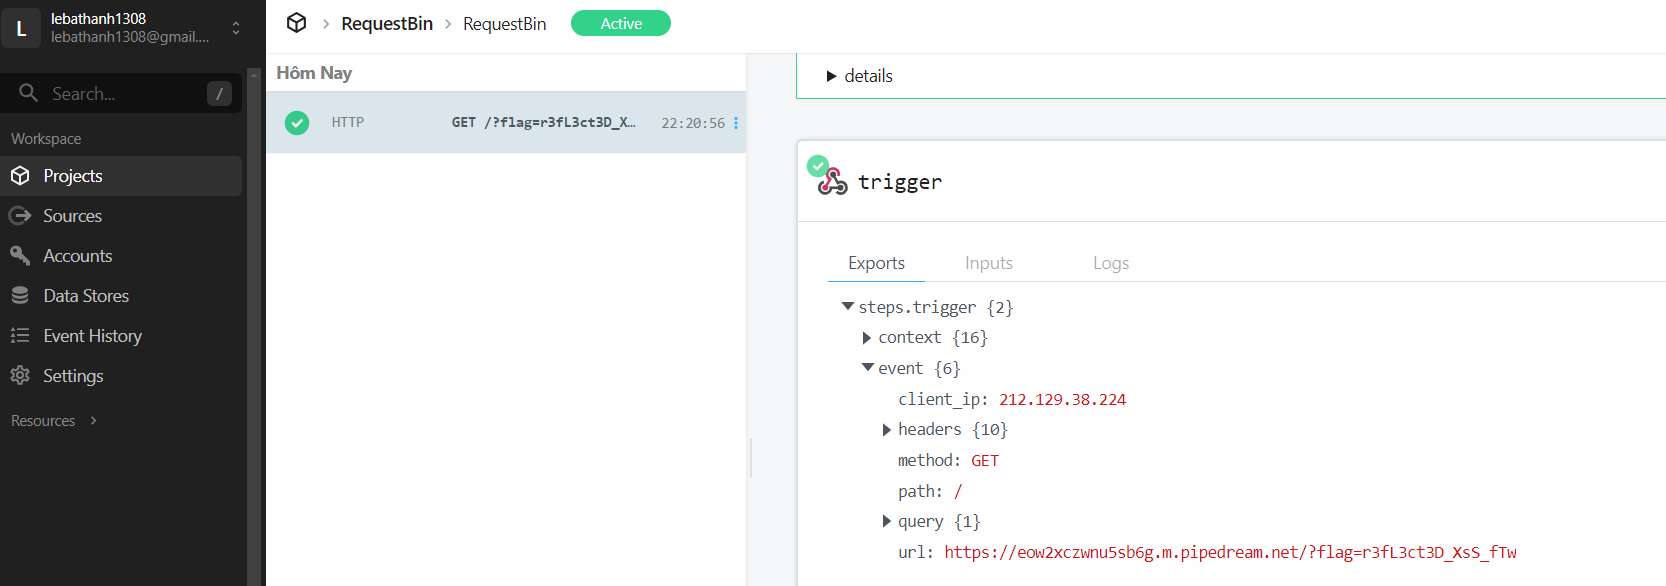 L
lebathanh1308
lebathanh1308@gmail....
Search...
/
Workspace
Projects
Sources
Accounts
Data Stores
Event History
Settings
Resources
RequestBin
RequestBin
Active
Hôm Nay
HTTP GET /?flag=r3fL3ct3D_X… 22:20:56
details
trigger
Exports Inputs Logs
steps.trigger {2}
context {16}
event {6}
client_ip: 212.129.38.224
headers {10}
method: GET
path: /
query {1}
url: https://eow2xczwnu5sb6g.m.pipedream.net/?flag=r3fL3ct3D_XsS_fTw